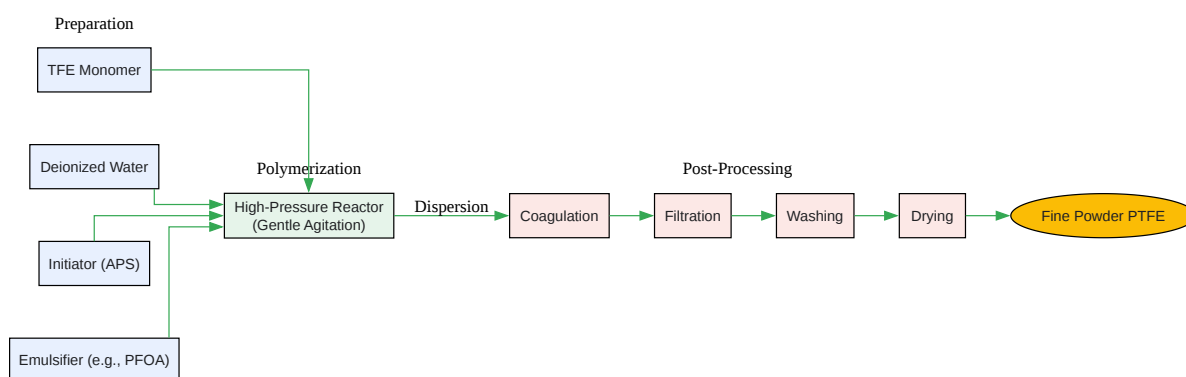 Preparation
TFE Monomer
Deionized Water
Initiator (APS)
Emulsifier (e.g., PFOA)
Polymerization
High-Pressure Reactor
(Gentle Agitation)
Dispersion
Post-Processing
Coagulation
Filtration
Washing
Drying
Fine Powder PTFE